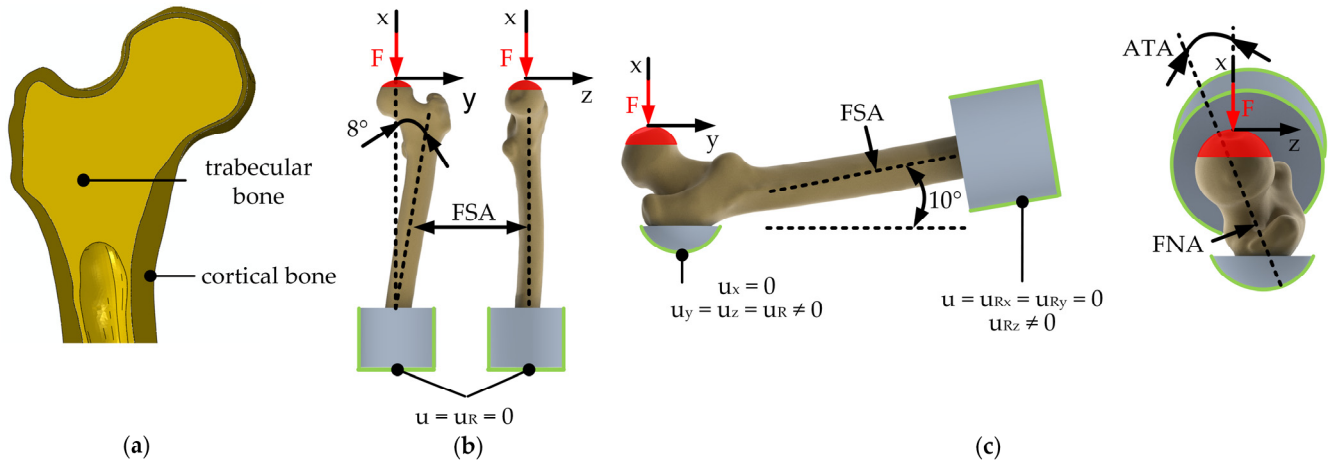 trabecular
bone
cortical bone
(a)
x
F
y
8°
x
F
z
FSA
u = uR = 0
(b)
x
F
y
FSA
10°
ux = 0
uy = uz = uR ≠ 0
u = uRx = uRy = 0
uRz ≠ 0
ATA
x
F
z
FNA
(c)